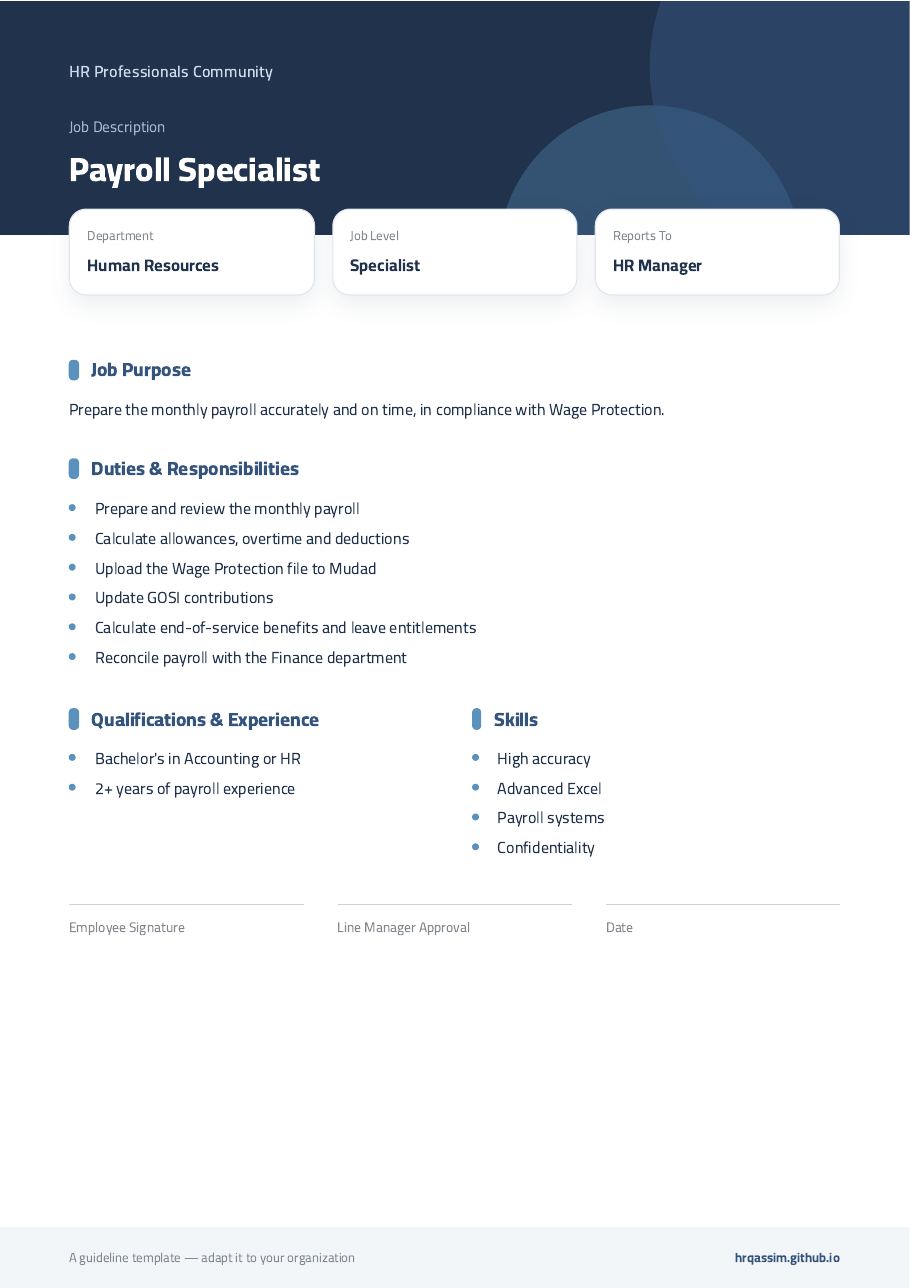 HR Professionals Community
Job Description
Payroll Specialist
Department
Human Resources
Job Level
Specialist
Reports To
HR Manager
Job Purpose
Prepare the monthly payroll accurately and on time, in compliance with Wage Protection.
Duties & Responsibilities
Prepare and review the monthly payroll
Calculate allowances, overtime and deductions
Upload the Wage Protection file to Mudad
Update GOSI contributions
Calculate end-of-service benefits and leave entitlements
Reconcile payroll with the Finance department
Qualifications & Experience
Bachelor's in Accounting or HR
2+ years of payroll experience
Skills
High accuracy
Advanced Excel
Payroll systems
Confidentiality
Employee Signature
Line Manager Approval
Date
A guideline template — adapt it to your organization
hrqassim.github.io